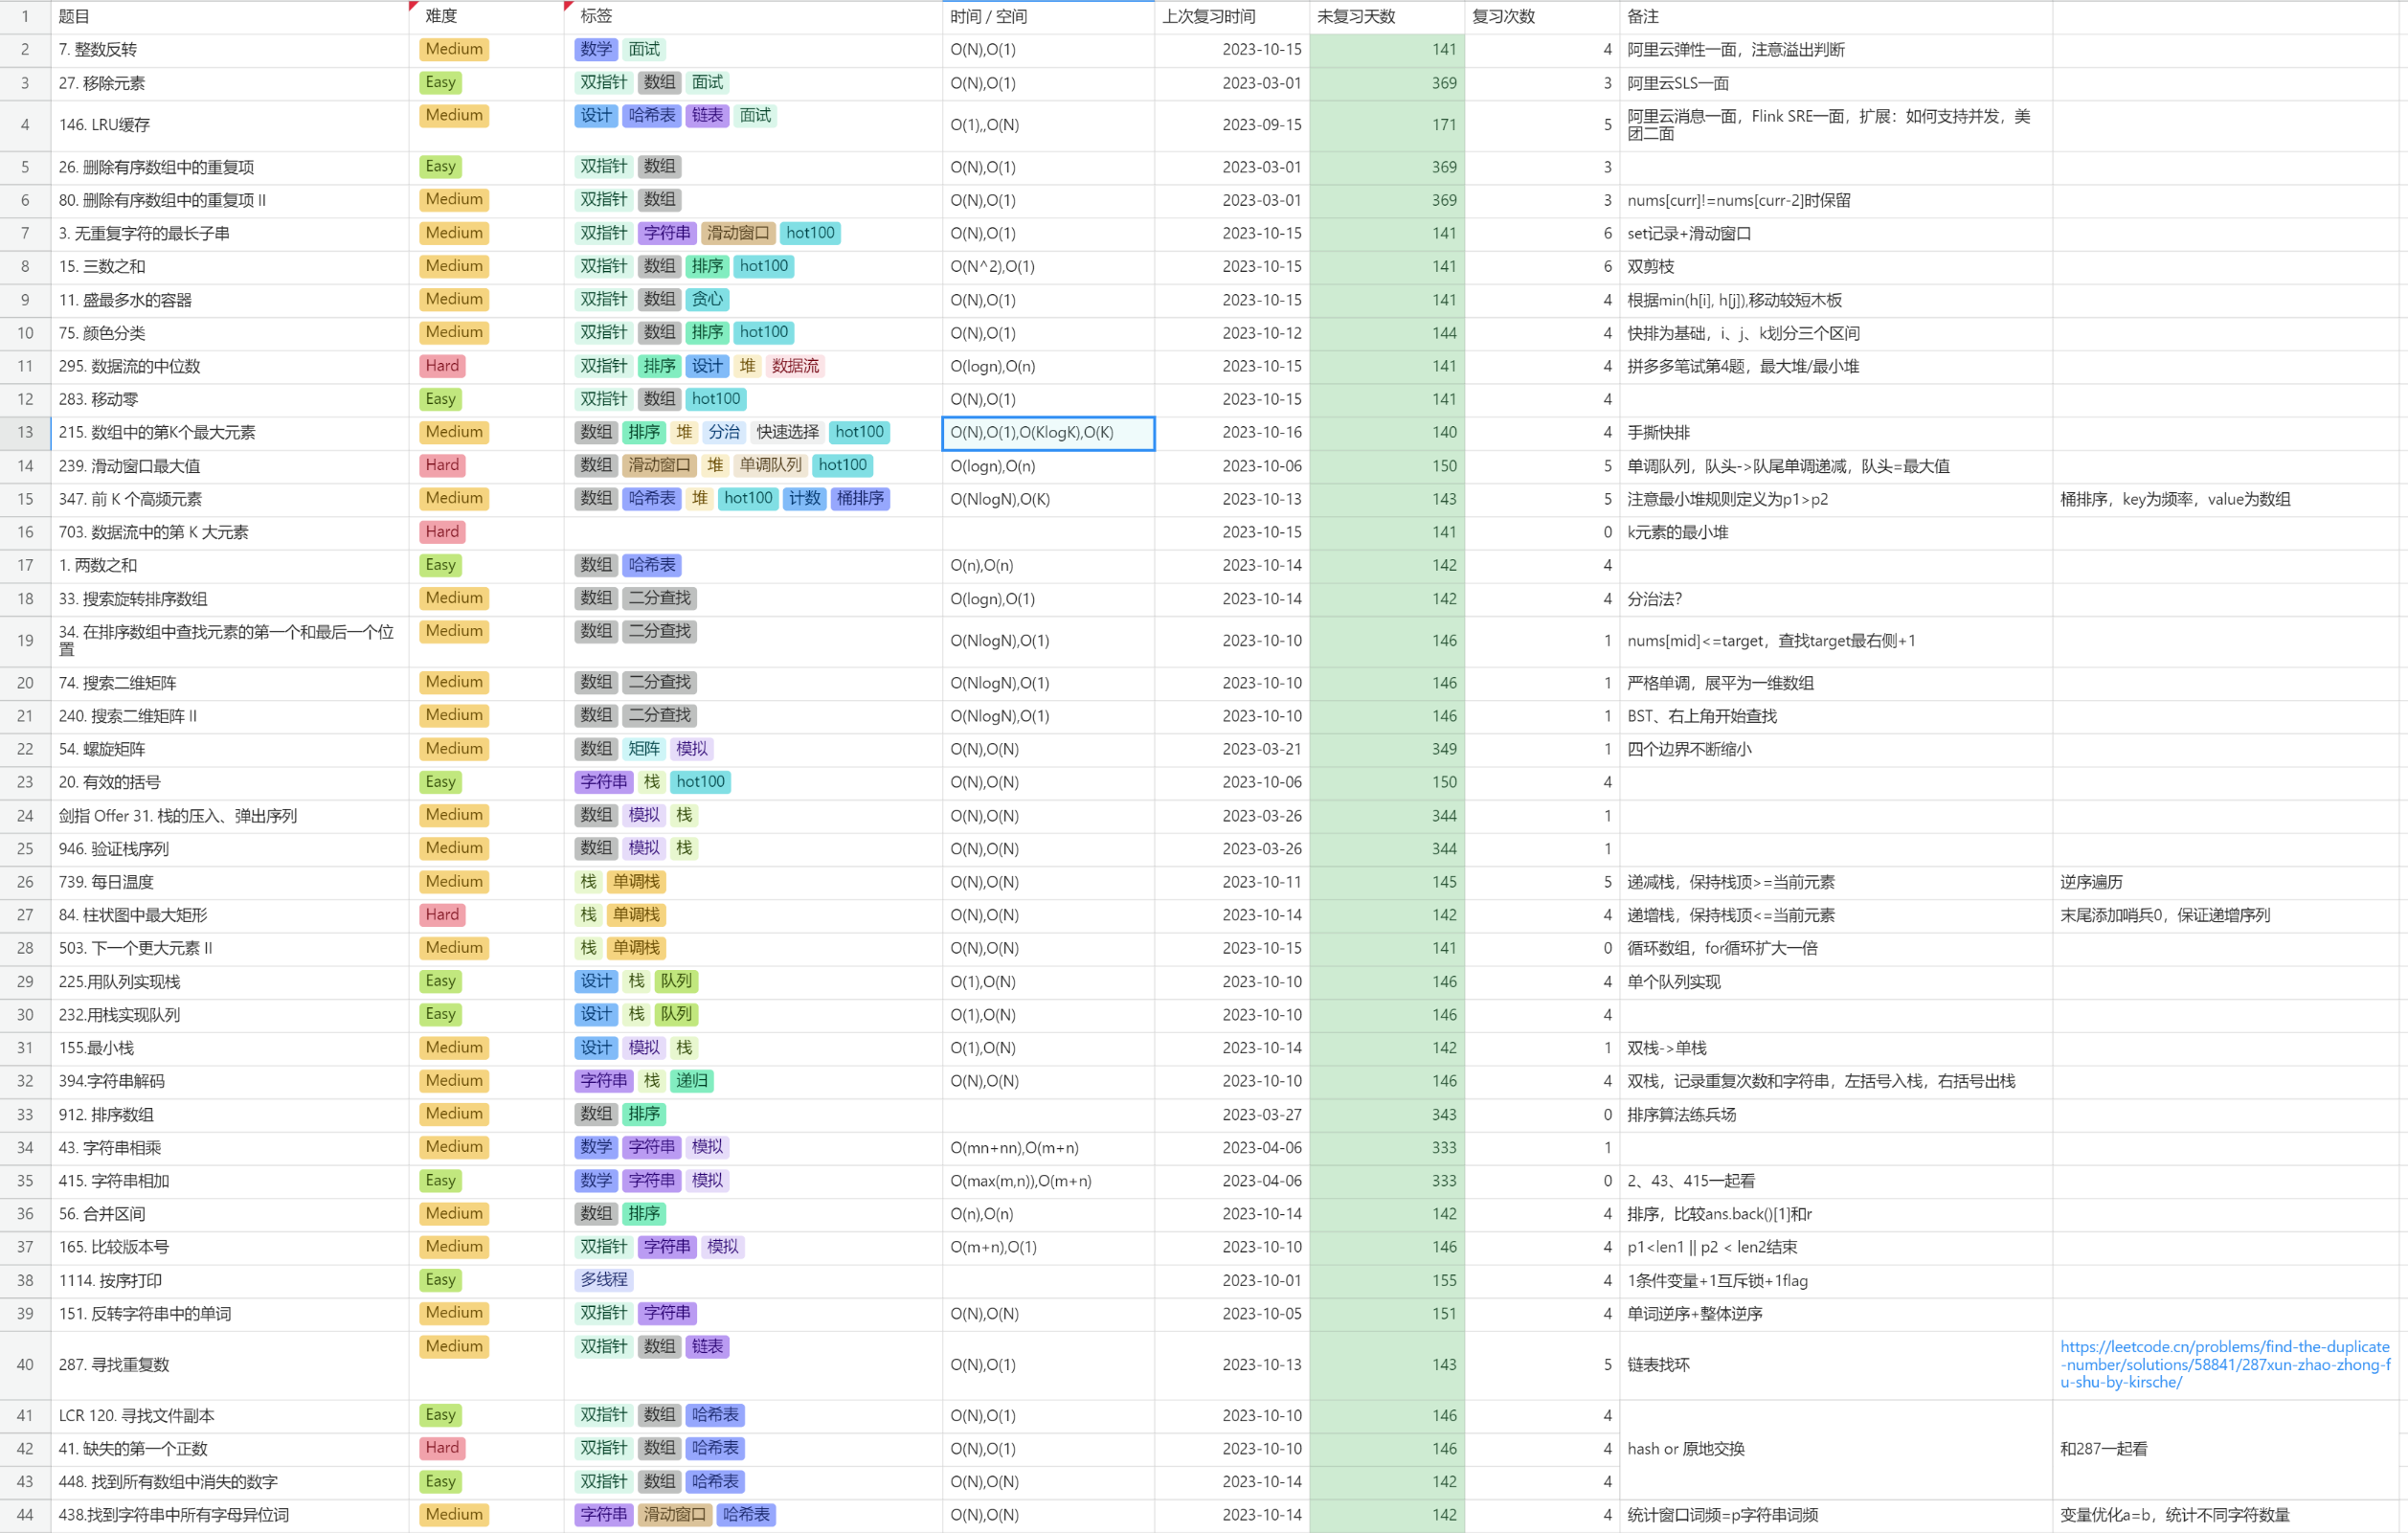 1 题目 难度 标签 时间 / 空间 上次复习时间 未复习天数 复习次数 备注
2 7. 整数反转 Medium 数学 面试 O(N),O(1) 2023-10-15 141 4 阿里云弹性一面，注意溢出判断
3 27. 移除元素 Easy 双指针 数组 面试 O(N),O(1) 2023-03-01 369 3 阿里云SLS一面
4 146. LRU缓存 Medium 设计 哈希表 链表 面试 O(1),,O(N) 2023-09-15 171 5 阿里云消息一面，Flink SRE一面，扩展：如何支持并发，美
团二面
5 26. 删除有序数组中的重复项 Easy 双指针 数组 O(N),O(1) 2023-03-01 369 3
6 80. 删除有序数组中的重复项 II Medium 双指针 数组 O(N),O(1) 2023-03-01 369 3 nums[curr]!=nums[curr-2]时保留
7 3. 无重复字符的最长子串 Medium 双指针 字符串 滑动窗口 hot100 O(N),O(1) 2023-10-15 141 6 set记录+滑动窗口
8 15. 三数之和 Medium 双指针 数组 排序 hot100 O(N^2),O(1) 2023-10-15 141 6 双剪枝
9 11. 盛最多水的容器 Medium 双指针 数组 贪心 O(N),O(1) 2023-10-15 141 4 根据min(h[i], h[j]),移动较短木板
10 75. 颜色分类 Medium 双指针 数组 排序 hot100 O(N),O(1) 2023-10-12 144 4 快排为基础，i、j、k划分三个区间
11 295. 数据流的中位数 Hard 双指针 排序 设计 堆 数据流 O(logn),O(n) 2023-10-15 141 4 拼多多笔试第4题，最大堆/最小堆
12 283. 移动零 Easy 双指针 数组 hot100 O(N),O(1) 2023-10-15 141 4
13 215. 数组中的第K个最大元素 Medium 数组 排序 堆 分治 快速选择 hot100 O(N),O(1),O(KlogK),O(K) 2023-10-16 140 4 手撕快排
14 239. 滑动窗口最大值 Hard 数组 滑动窗口 堆 单调队列 hot100 O(logn),O(n) 2023-10-06 150 5 单调队列，队头->队尾单调递减，队头=最大值
15 347. 前 K 个高频元素 Medium 数组 哈希表 堆 hot100 计数 桶排序 O(NlogN),O(K) 2023-10-13 143 5 注意最小堆规则定义为p1>p2 桶排序，key为频率，value为数组
16 703. 数据流中的第 K 大元素 Hard 2023-10-15 141 0 k元素的最小堆
17 1. 两数之和 Easy 数组 哈希表 O(n),O(n) 2023-10-14 142 4
18 33. 搜索旋转排序数组 Medium 数组 二分查找 O(logn),O(1) 2023-10-14 142 4 分治法？
19 34. 在排序数组中查找元素的第一个和最后一个位
置 Medium 数组 二分查找 O(NlogN),O(1) 2023-10-10 146 1 nums[mid]<=target，查找target最右侧+1
20 74. 搜索二维矩阵 Medium 数组 二分查找 O(NlogN),O(1) 2023-10-10 146 1 严格单调，展平为一维数组
21 240. 搜索二维矩阵 II Medium 数组 二分查找 O(NlogN),O(1) 2023-10-10 146 1 BST、右上角开始查找
22 54. 螺旋矩阵 Medium 数组 矩阵 模拟 O(N),O(N) 2023-03-21 349 1 四个边界不断缩小
23 20. 有效的括号 Easy 字符串 栈 hot100 O(N),O(N) 2023-10-06 150 4
24 剑指 Offer 31. 栈的压入、弹出序列 Medium 数组 模拟 栈 O(N),O(N) 2023-03-26 344 1
25 946. 验证栈序列 Medium 数组 模拟 栈 O(N),O(N) 2023-03-26 344 1
26 739. 每日温度 Medium 栈 单调栈 O(N),O(N) 2023-10-11 145 5 递减栈，保持栈顶>=当前元素 逆序遍历
27 84. 柱状图中最大矩形 Hard 栈 单调栈 O(N),O(N) 2023-10-14 142 4 递增栈，保持栈顶<=当前元素 末尾添加哨兵0，保证递增序列
28 503. 下一个更大元素 II Medium 栈 单调栈 O(N),O(N) 2023-10-15 141 0 循环数组，for循环扩大一倍
29 225.用队列实现栈 Easy 设计 栈 队列 O(1),O(N) 2023-10-10 146 4 单个队列实现
30 232.用栈实现队列 Easy 设计 栈 队列 O(1),O(N) 2023-10-10 146 4
31 155.最小栈 Medium 设计 模拟 栈 O(1),O(N) 2023-10-14 142 1 双栈->单栈
32 394.字符串解码 Medium 字符串 栈 递归 O(N),O(N) 2023-10-10 146 4 双栈，记录重复次数和字符串，左括号入栈，右括号出栈
33 912. 排序数组 Medium 数组 排序 2023-03-27 343 0 排序算法练兵场
34 43. 字符串相乘 Medium 数学 字符串 模拟 O(mn+nn),O(m+n) 2023-04-06 333 1
35 415. 字符串相加 Easy 数学 字符串 模拟 O(max(m,n)),O(m+n) 2023-04-06 333 0 2、43、415一起看
36 56. 合并区间 Medium 数组 排序 O(n),O(n) 2023-10-14 142 4 排序，比较ans.back()[1]和r
37 165. 比较版本号 Medium 双指针 字符串 模拟 O(m+n),O(1) 2023-10-10 146 4 p1<len1 || p2 < len2结束
38 1114. 按序打印 Easy 多线程 2023-10-01 155 4 1条件变量+1互斥锁+1flag
39 151. 反转字符串中的单词 Medium 双指针 字符串 O(N),O(N) 2023-10-05 151 4 单词逆序+整体逆序
40 287. 寻找重复数 Medium 双指针 数组 链表 O(N),O(1) 2023-10-13 143 5 链表找环 https://leetcode.cn/problems/find-the-duplicate
-number/solutions/58841/287xun-zhao-zhong-f
u-shu-by-kirsche/
41 LCR 120. 寻找文件副本 Easy 双指针 数组 哈希表 O(N),O(1) 2023-10-10 146 4
42 41. 缺失的第一个正数 Hard 双指针 数组 哈希表 O(N),O(1) 2023-10-10 146 4 hash or 原地交换 和287一起看
43 448. 找到所有数组中消失的数字 Easy 双指针 数组 哈希表 O(N),O(N) 2023-10-14 142 4
44 438.找到字符串中所有字母异位词 Medium 字符串 滑动窗口 哈希表 O(N),O(N) 2023-10-14 142 4 统计窗口词频=p字符串词频 变量优化a=b，统计不同字符数量